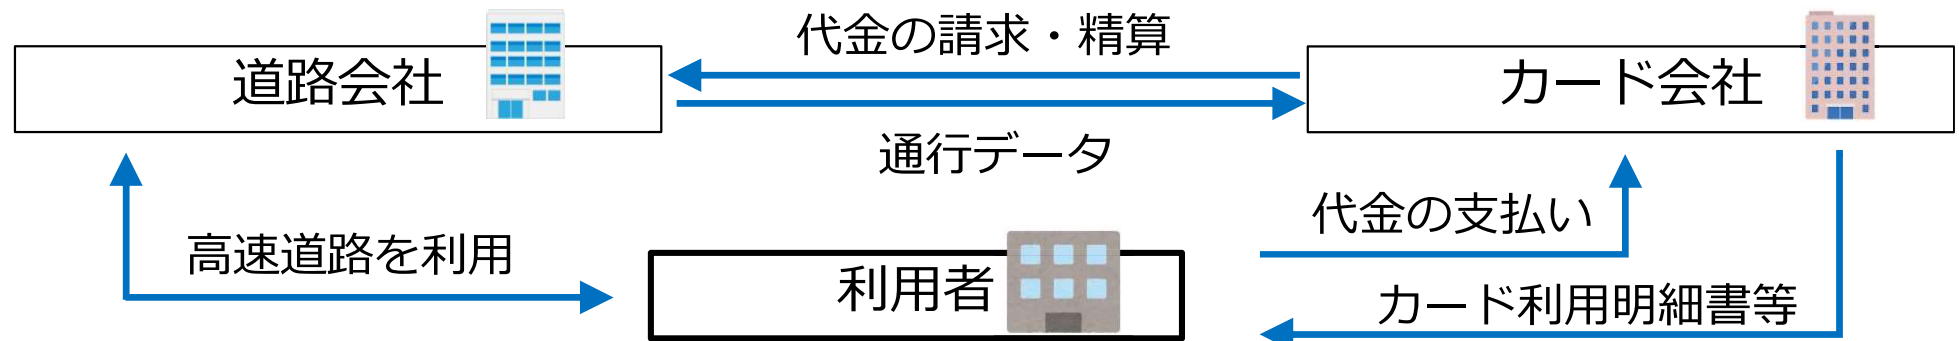 代金の請求・精算
道路会社
カード会社
通行データ
代金の支払い
高速道路を利用
利用者
カード利用明細書等